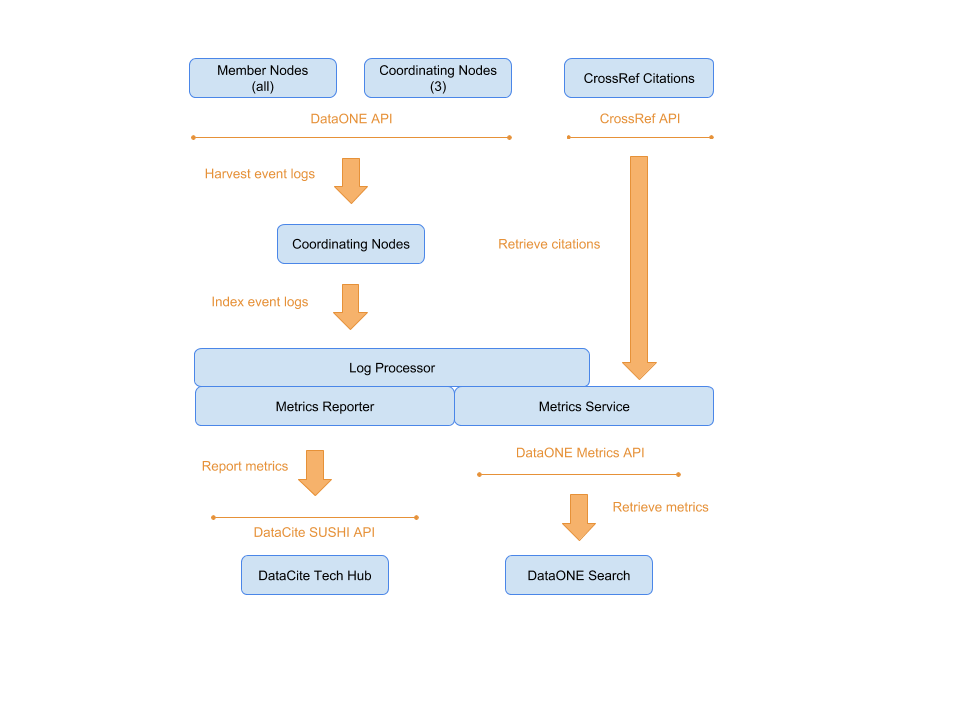 Member Nodes
(all)
Coordinating Nodes
(3)
CrossRef Citations
DataONE API
CrossRef API
Harvest event logs
Coordinating Nodes
Retrieve citations
Index event logs
Log Processor
Metrics Reporter
Metrics Service
DataONE Metrics API
Report metrics
Retrieve metrics
DataCite SUSHI API
DataCite Tech Hub
DataONE Search